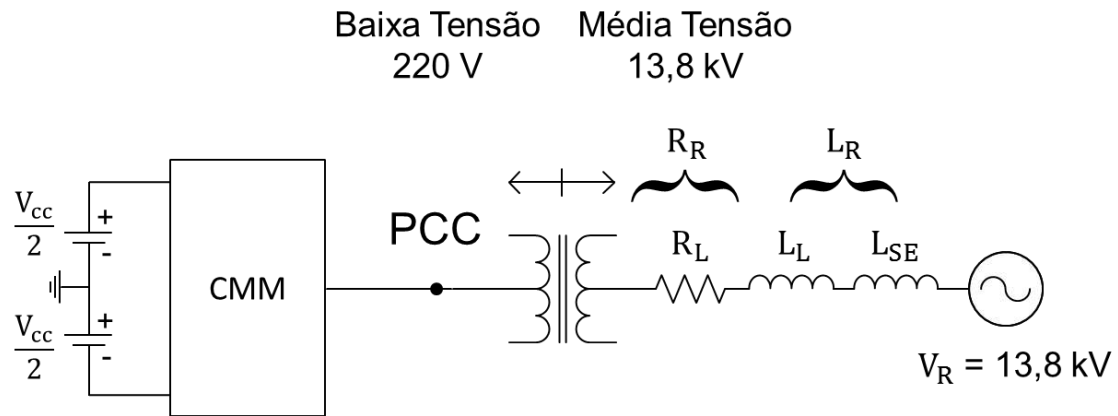 Baixa Tensão Média Tensão
220 V 13,8 kV
R_R L_R
V_cc/2 + -
PCC
R_L L_L L_SE
CMM
V_cc/2 + -
V_R = 13,8 kV